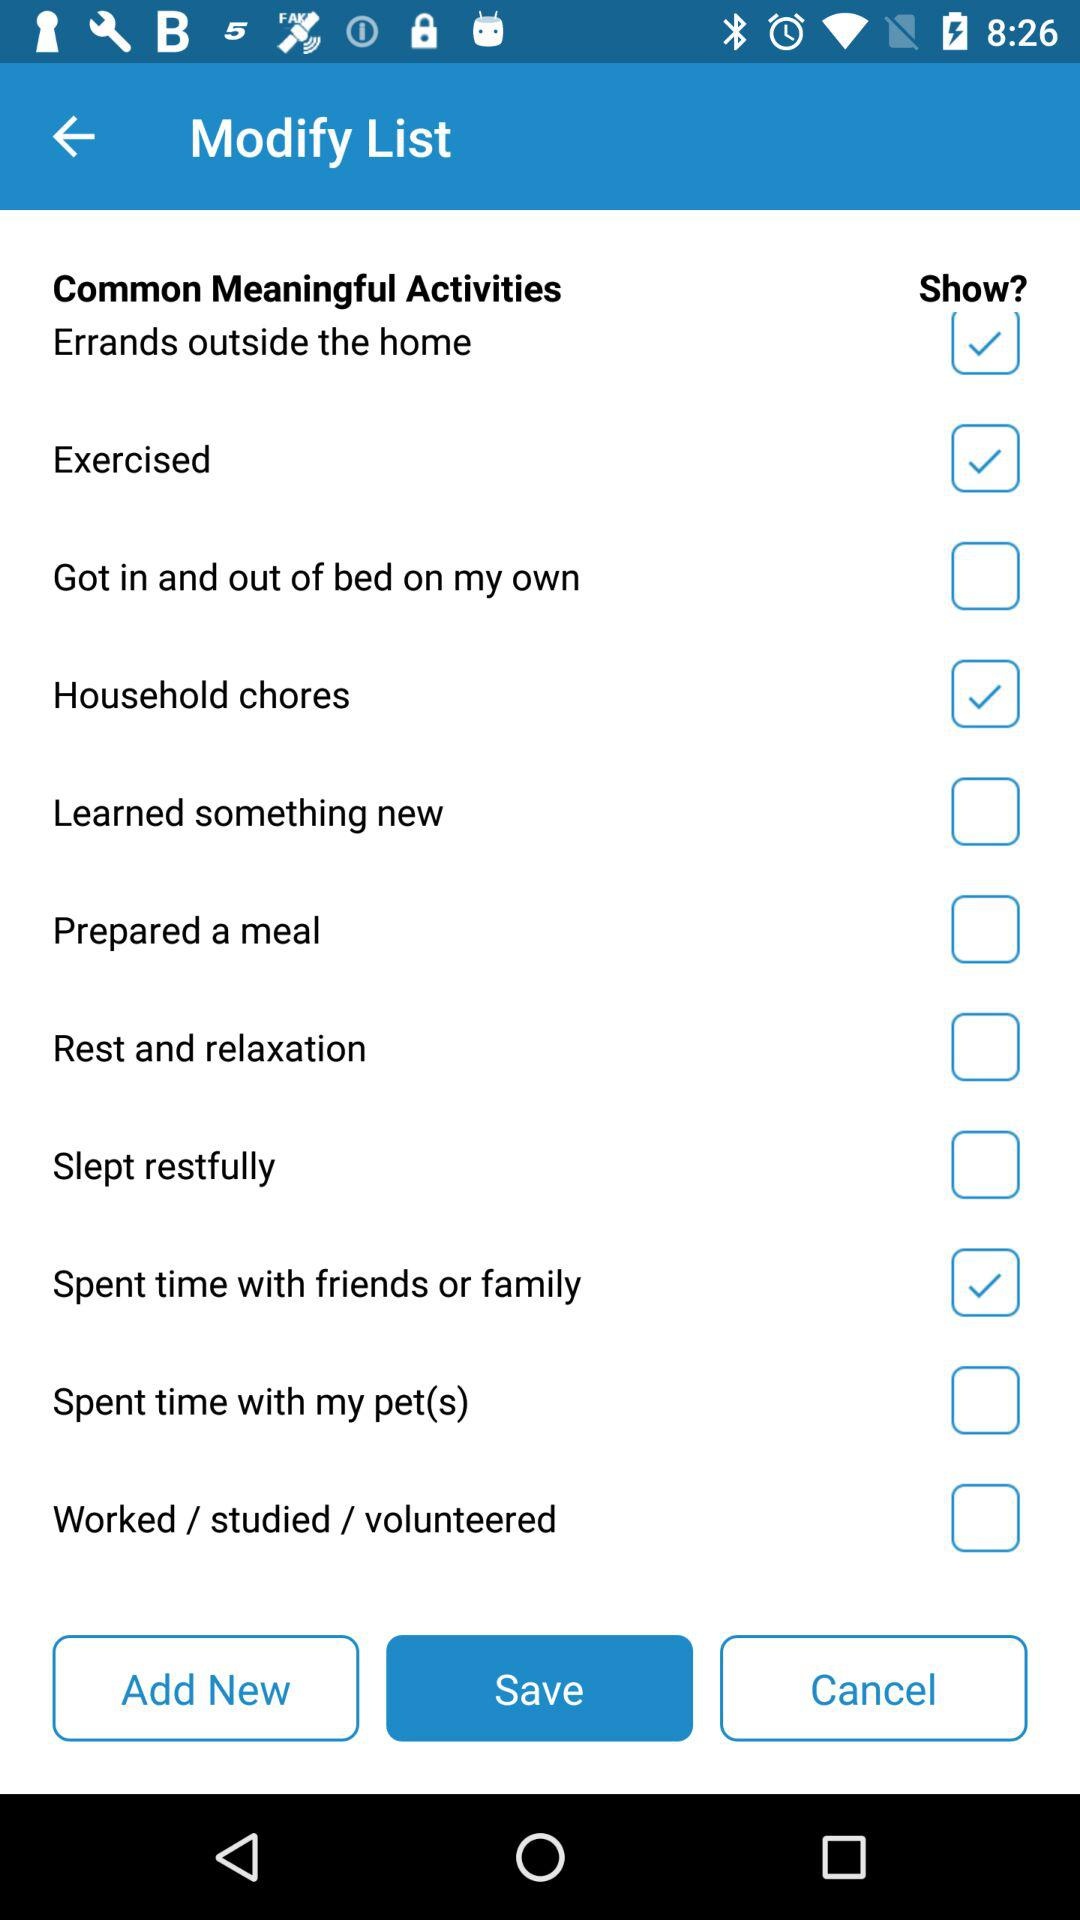 B 5 FAKE 8:26
Modify List
Common Meaningful Activities Show?
Errands outside the home
Exercised
Got in and out of bed on my own
Household chores
Learned something new
Prepared a meal
Rest and relaxation
Slept restfully
Spent time with friends or family
Spent time with my pet(s)
Worked / studied / volunteered
Add New Save Cancel